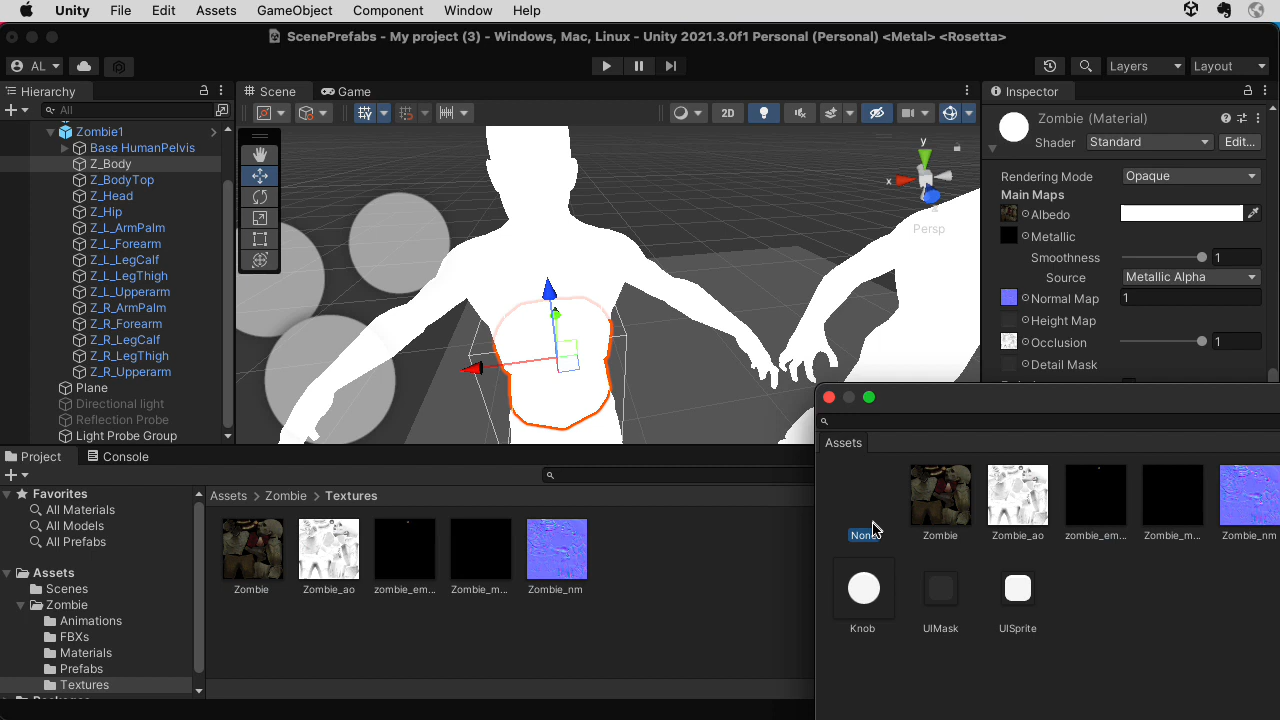 Unity File Edit Assets GameObject Component Window Help
ScenePrefabs - My project (3) - Windows, Mac, Linux - Unity 2021.3.0f1 Personal (Personal) <Metal> <Rosetta>
AL Layers Layout
Hierarchy
All
Zombie1
Base HumanPelvis
Z_Body
Z_BodyTop
Z_Head
Z_Hip
Z_L_ArmPalm
Z_L_Forearm
Z_L_LegCalf
Z_L_LegThigh
Z_L_Upperarm
Z_R_ArmPalm
Z_R_Forearm
Z_R_LegCalf
Z_R_LegThigh
Z_R_Upperarm
Plane
Directional light
Reflection Probe
Light Probe Group
Scene Game
2D
y
x
Persp
Inspector
Zombie (Material)
Shader Standard Edit...
Rendering Mode Opaque
Main Maps
Albedo
Metallic
Smoothness 1
Source Metallic Alpha
Normal Map 1
Height Map
Occlusion 1
Detail Mask
Project Console
Favorites
All Materials
All Models
All Prefabs
Assets
Scenes
Zombie
Animations
FBXs
Materials
Prefabs
Textures
Assets > Zombie > Textures
Zombie Zombie_ao zombie_em... Zombie_m... Zombie_nm
Assets
Zombie Zombie_ao zombie_em... Zombie_m... Zombie_nm
Knob UIMask UISprite